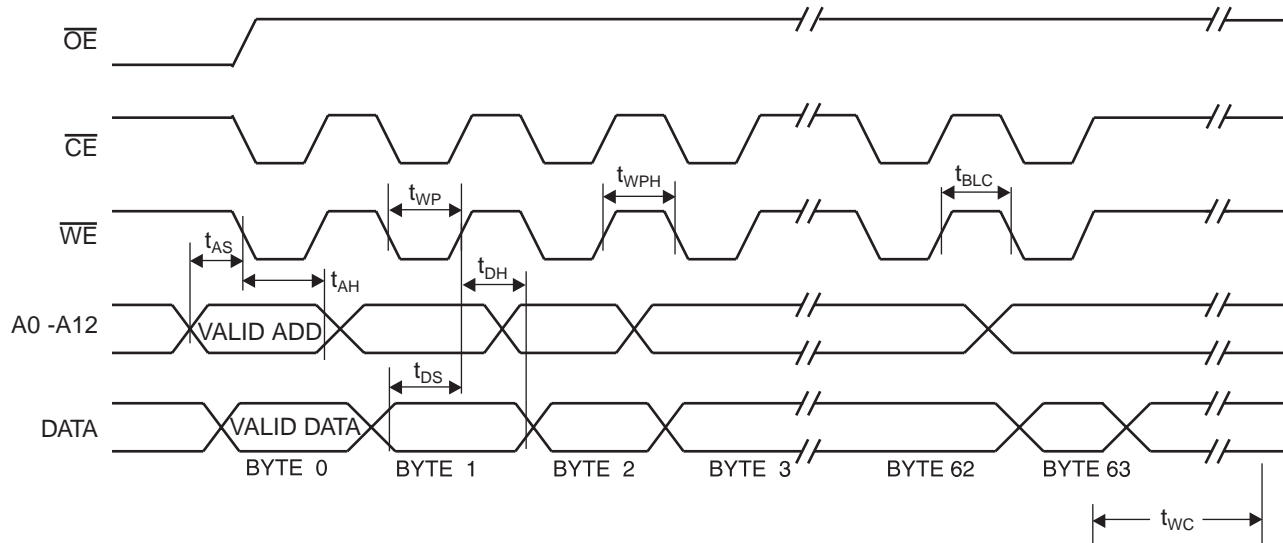 OE
CE
tWP
tWPH
tBLC
WE
tAS
tAH
tDH
A0 -A12
VALID ADD
tDS
DATA
VALID DATA
BYTE 0
BYTE 1
BYTE 2
BYTE 3
BYTE 62
BYTE 63
tWC